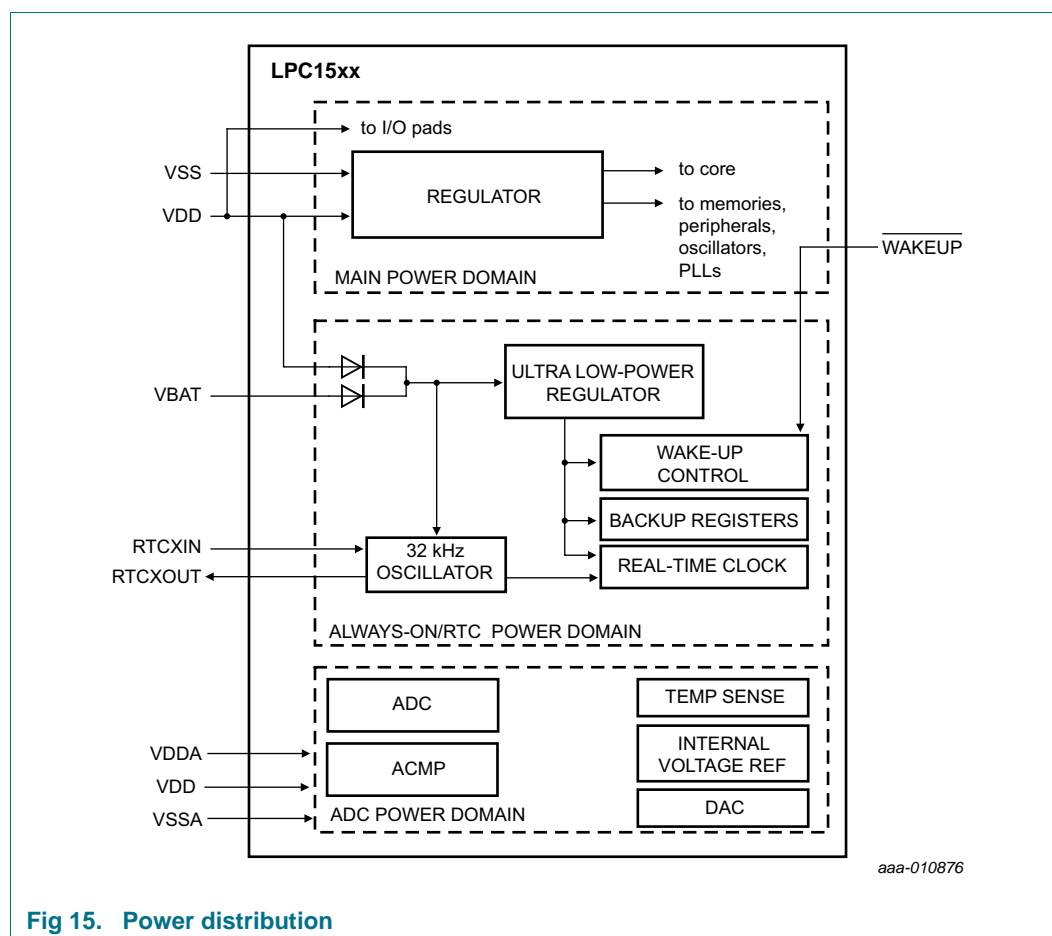 LPC15xx
to I/O pads
VSS
VDD
REGULATOR
to core
to memories,
peripherals,
oscillators,
PLLs
WAKEUP
MAIN POWER DOMAIN
VBAT
ULTRA LOW-POWER
REGULATOR
WAKE-UP
CONTROL
BACKUP REGISTERS
REAL-TIME CLOCK
RTCXIN
RTCXOUT
32 kHz
OSCILLATOR
ALWAYS-ON/RTC POWER DOMAIN
ADC
TEMP SENSE
VDDA
VDD
VSSA
ACMP
INTERNAL
VOLTAGE REF
DAC
ADC POWER DOMAIN
aaa-010876
Fig 15. Power distribution